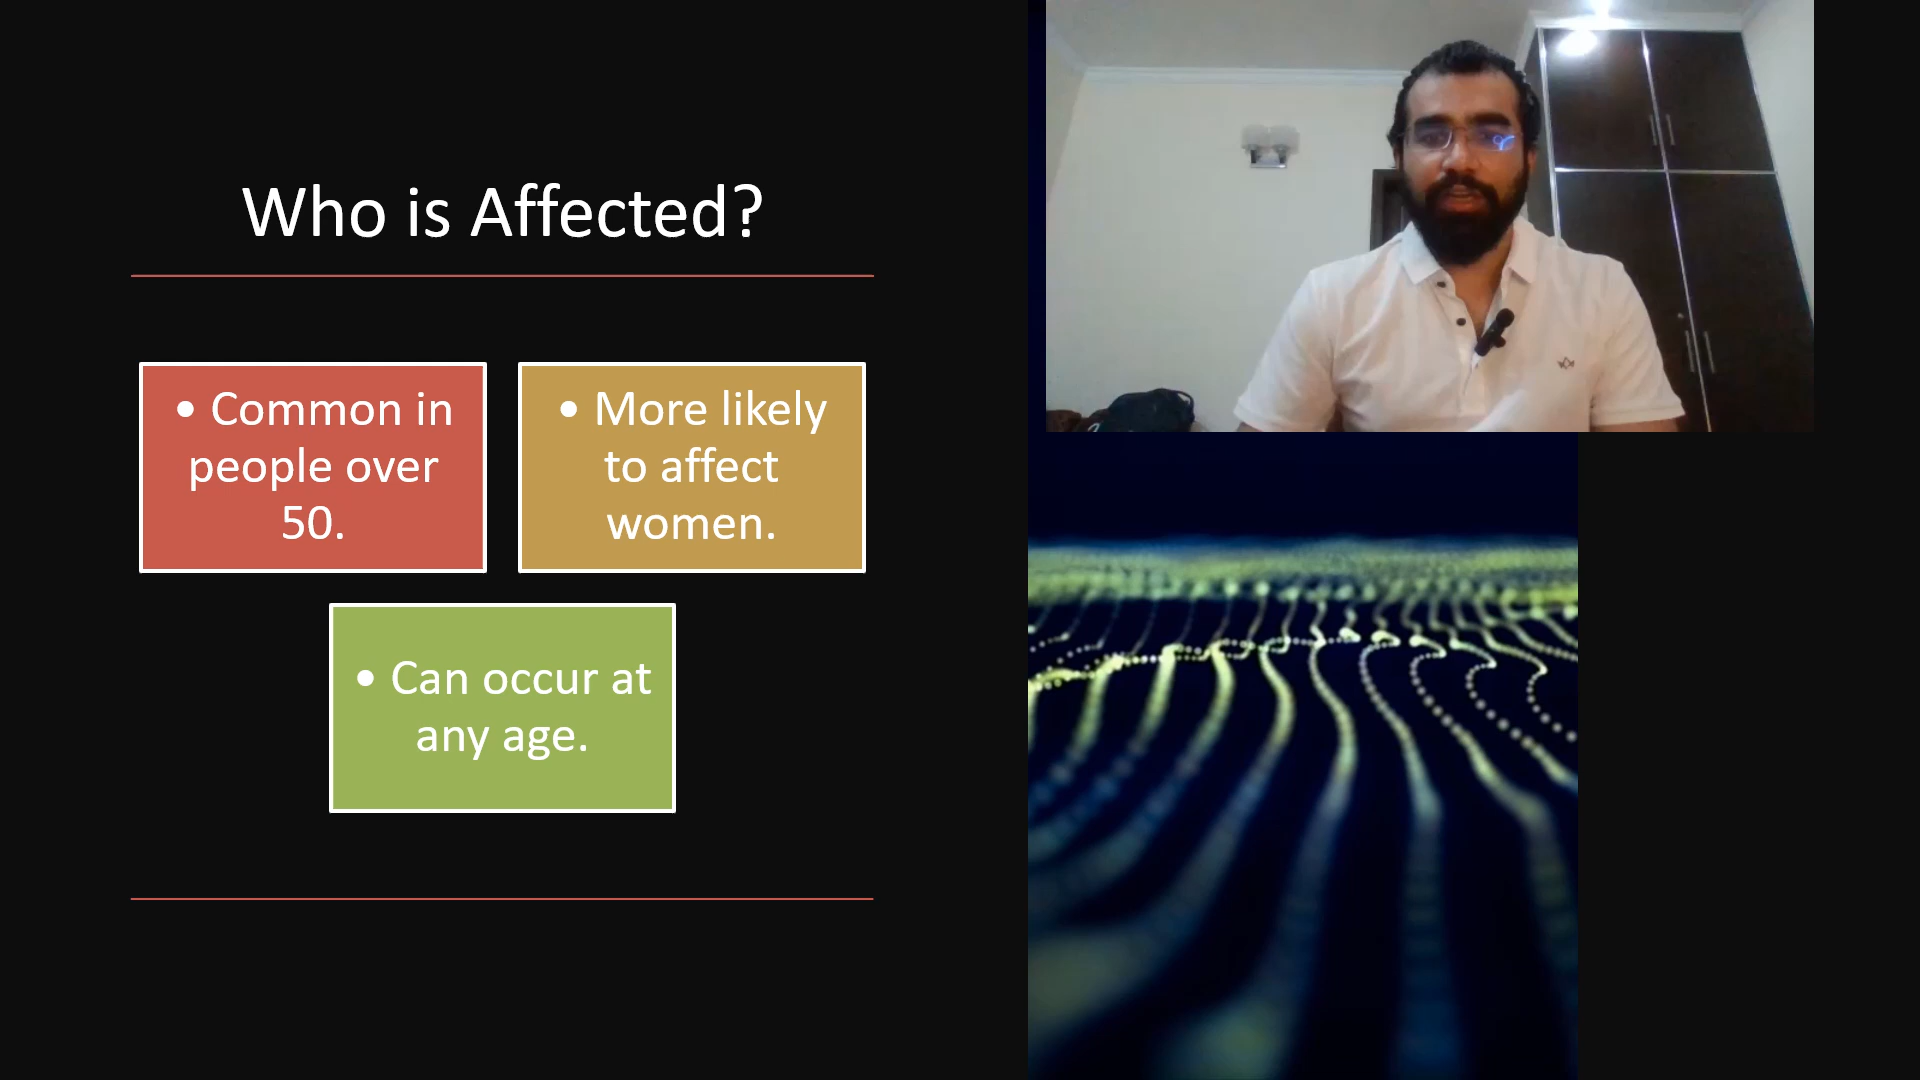 Who is Affected?
• Common in
people over
50.
• More likely
to affect
women.
• Can occur at
any age.